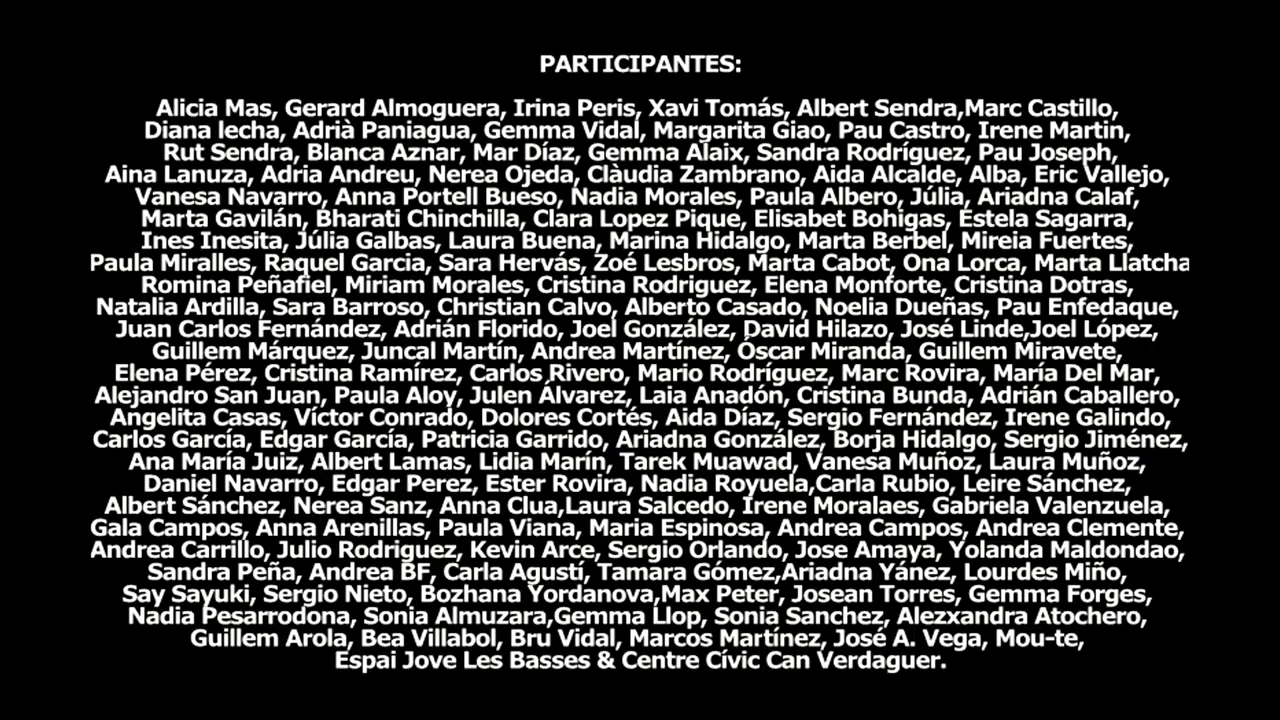 PARTICIPANTES:
Alicia Mas, Gerard Almoguera, Irina Peris, Xavi Tomás, Albert Sendra,Marc Castillo,
Diana lecha, Adrià Paniagua, Gemma Vidal, Margarita Giao, Pau Castro, Irene Martin,
Rut Sendra, Blanca Aznar, Mar Díaz, Gemma Alaix, Sandra Rodríguez, Pau Joseph,
Aina Lanuza, Adria Andreu, Nerea Ojeda, Clàudia Zambrano, Aida Alcalde, Alba, Eric Vallejo,
Vanesa Navarro, Anna Portell Bueso, Nadia Morales, Paula Albero, Júlia, Ariadna Calaf,
Marta Gavilán, Bharati Chinchilla, Clara Lopez Pique, Elisabet Bohigas, Estela Sagarra,
Ines Inesita, Júlia Galbas, Laura Buena, Marina Hidalgo, Marta Berbel, Mireia Fuertes,
Paula Miralles, Raquel Garcia, Sara Hervás, Zoé Lesbros, Marta Cabot, Ona Lorca, Marta Llatcha
Romina Peñafiel, Miriam Morales, Cristina Rodriguez, Elena Monforte, Cristina Dotras,
Natalia Ardilla, Sara Barroso, Christian Calvo, Alberto Casado, Noelia Dueñas, Pau Enfedaque,
Juan Carlos Fernández, Adrián Florido, Joel González, David Hilazo, José Linde,Joel López,
Guillem Márquez, Juncal Martín, Andrea Martínez, Óscar Miranda, Guillem Miravete,
Elena Pérez, Cristina Ramírez, Carlos Rivero, Mario Rodríguez, Marc Rovira, María Del Mar,
Alejandro San Juan, Paula Aloy, Julen Álvarez, Laia Anadón, Cristina Bunda, Adrián Caballero,
Angelita Casas, Víctor Conrado, Dolores Cortés, Aida Díaz, Sergio Fernández, Irene Galindo,
Carlos García, Edgar García, Patricia Garrido, Ariadna González, Borja Hidalgo, Sergio Jiménez,
Ana María Juiz, Albert Lamas, Lidia Marín, Tarek Muawad, Vanesa Muñoz, Laura Muñoz,
Daniel Navarro, Edgar Perez, Ester Rovira, Nadia Royuela,Carla Rubio, Leire Sánchez,
Albert Sánchez, Nerea Sanz, Anna Clua,Laura Salcedo, Irene Moralaes, Gabriela Valenzuela,
Gala Campos, Anna Arenillas, Paula Viana, Maria Espinosa, Andrea Campos, Andrea Clemente,
Andrea Carrillo, Julio Rodriguez, Kevin Arce, Sergio Orlando, Jose Amaya, Yolanda Maldondao,
Sandra Peña, Andrea BF, Carla Agustí, Tamara Gómez,Ariadna Yánez, Lourdes Miño,
Say Sayuki, Sergio Nieto, Bozhana Yordanova,Max Peter, Josean Torres, Gemma Forges,
Nadia Pesarrodona, Sonia Almuzara,Gemma Llop, Sonia Sanchez, Alezxandra Atochero,
Guillem Arola, Bea Villabol, Bru Vidal, Marcos Martínez, José A. Vega, Mou-te,
Espai Jove Les Basses & Centre Cívic Can Verdaguer.